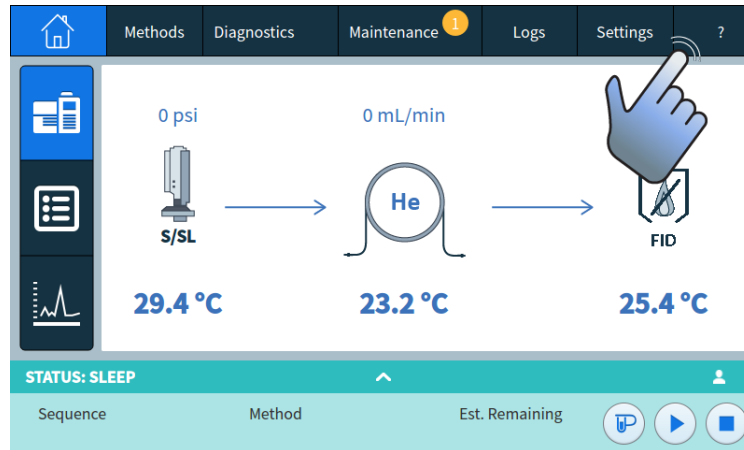 Methods Diagnostics Maintenance 1 Logs Settings ?
0 psi 0 mL/min
He
S/SL
FID
29.4 °C 23.2 °C 25.4 °C
STATUS: SLEEP
Sequence Method Est. Remaining